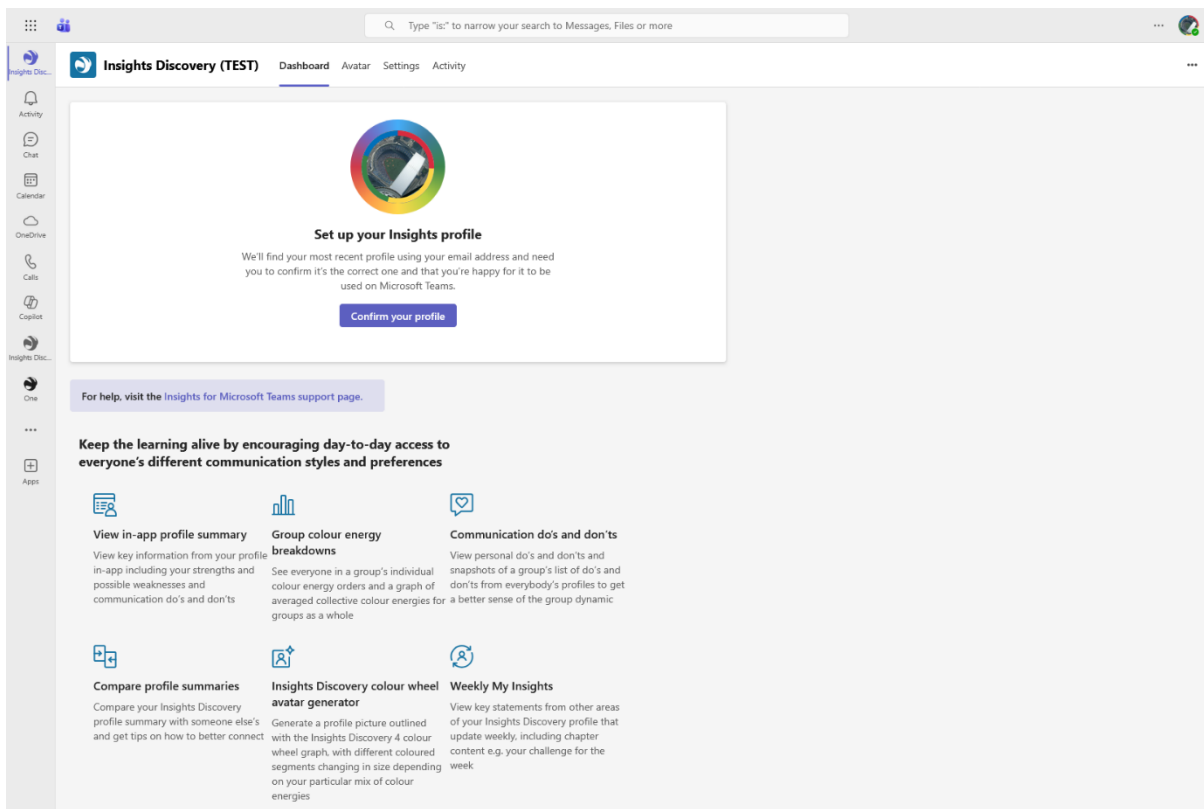 Type "is:" to narrow your search to Messages, Files or more
Insights Disc...
Activity
Chat
Calendar
OneDrive
Calls
Copilot
Insights Disc...
One
Apps
Insights Discovery (TEST) Dashboard Avatar Settings Activity
Set up your Insights profile
We'll find your most recent profile using your email address and need
you to confirm it's the correct one and that you're happy for it to be
used on Microsoft Teams.
Confirm your profile
For help, visit the Insights for Microsoft Teams support page.
Keep the learning alive by encouraging day-to-day access to
everyone's different communication styles and preferences
View in-app profile summary
View key information from your profile
in-app including your strengths and
possible weaknesses and
communication do's and don'ts
Group colour energy
breakdowns
See everyone in a group's individual
colour energy orders and a graph of
averaged collective colour energies for
groups as a whole
Communication do's and don'ts
View personal do's and don'ts and
snapshots of a group's list of do's and
don'ts from everybody's profiles to get
a better sense of the group dynamic
Compare profile summaries
Compare your Insights Discovery
profile summary with someone else's
and get tips on how to better connect
Insights Discovery colour wheel
avatar generator
Generate a profile picture outlined
with the Insights Discovery 4 colour
wheel graph, with different coloured
segments changing in size depending
on your particular mix of colour
energies
Weekly My Insights
View key statements from other areas
of your Insights Discovery profile that
update weekly, including chapter
content e.g. your challenge for the
week